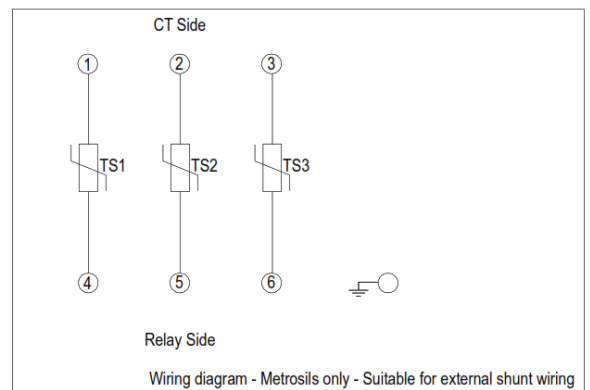 CT Side
1 2 3
TS1 TS2 TS3
4 5 6
Relay Side
Wiring diagram - Metrosils only - Suitable for external shunt wiring